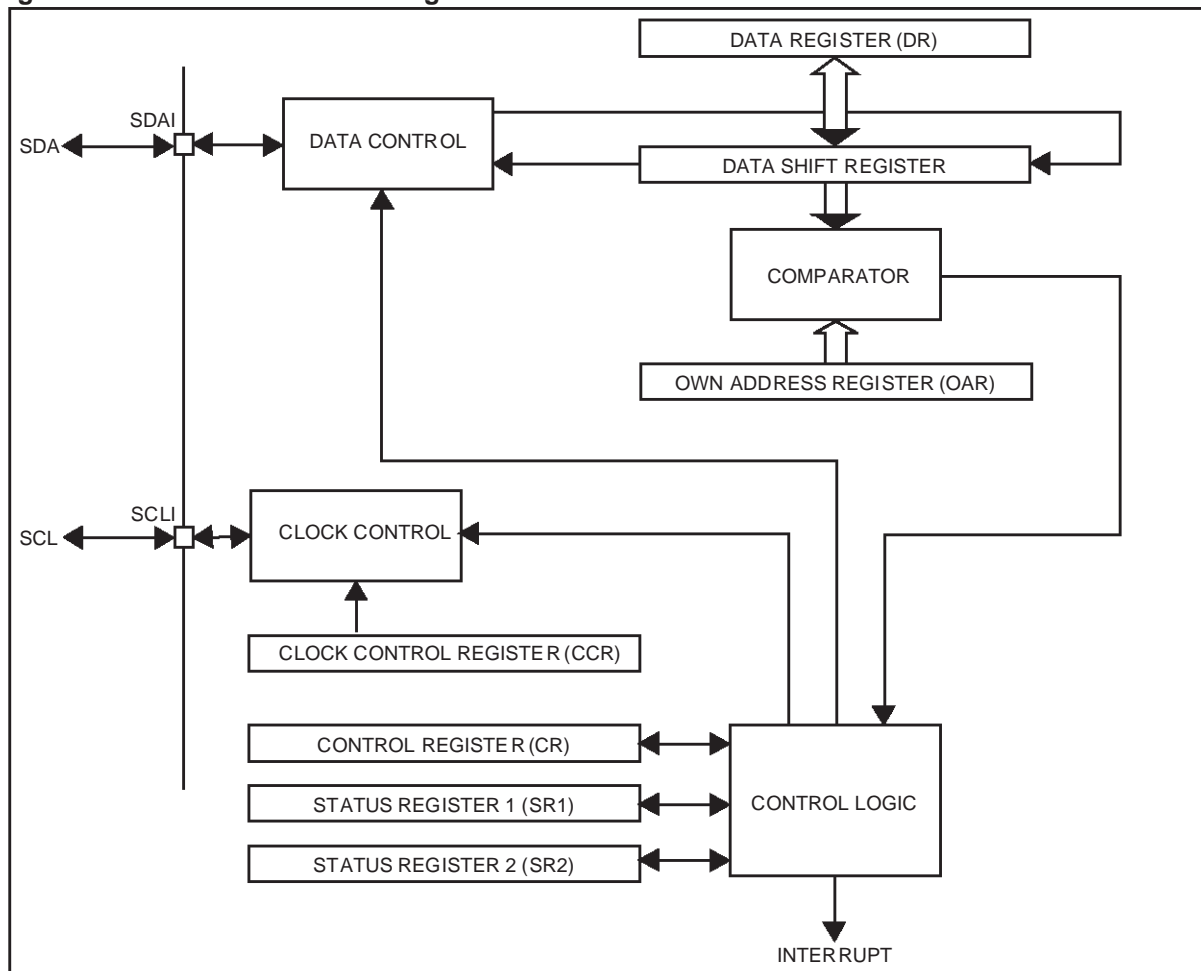 DATA REGISTER (DR)
SDAI
SDA
DATA CONTROL
DATA SHIFT REGISTER
COMPARATOR
OWN ADDRESS REGISTER (OAR)
SCLI
SCL
CLOCK CONTROL
CLOCK CONTROL REGISTER (CCR)
CONTROL REGISTER (CR)
STATUS REGISTER 1 (SR1)
CONTROL LOGIC
STATUS REGISTER 2 (SR2)
INTERRUPT